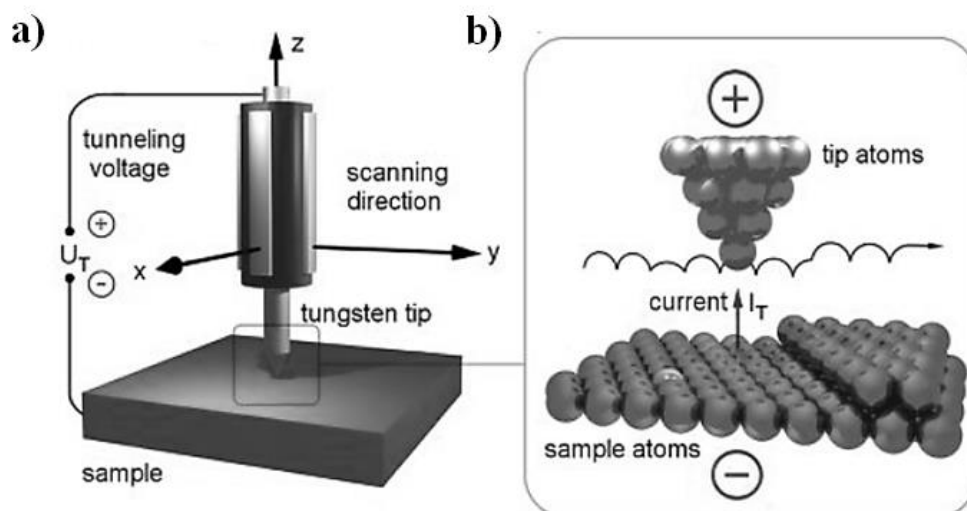 a)
z
tunneling
voltage
scanning
direction
+
U_T
−
x
y
tungsten tip
sample
b)
+
tip atoms
current I_T
sample atoms
−